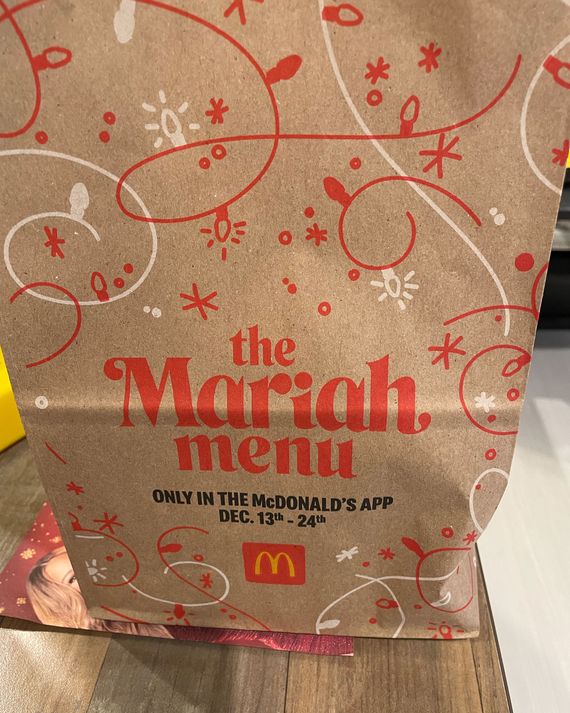 the
Mariah
menu
ONLY IN THE McDONALD'S APP
DEC. 13th - 24th